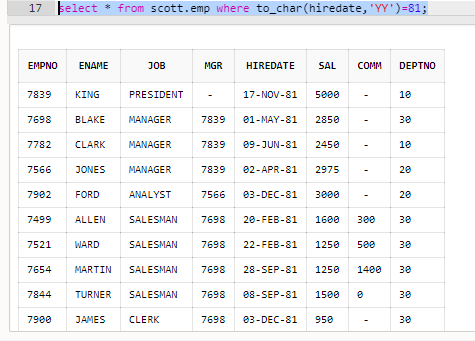 17 select * from scott.emp where to_char(hiredate,'YY')=81;
EMPNO ENAME JOB MGR HIREDATE SAL COMM DEPTNO
7839 KING PRESIDENT - 17-NOV-81 5000 - 10
7698 BLAKE MANAGER 7839 01-MAY-81 2850 - 30
7782 CLARK MANAGER 7839 09-JUN-81 2450 - 10
7566 JONES MANAGER 7839 02-APR-81 2975 - 20
7902 FORD ANALYST 7566 03-DEC-81 3000 - 20
7499 ALLEN SALESMAN 7698 20-FEB-81 1600 300 30
7521 WARD SALESMAN 7698 22-FEB-81 1250 500 30
7654 MARTIN SALESMAN 7698 28-SEP-81 1250 1400 30
7844 TURNER SALESMAN 7698 08-SEP-81 1500 0 30
7900 JAMES CLERK 7698 03-DEC-81 950 - 30